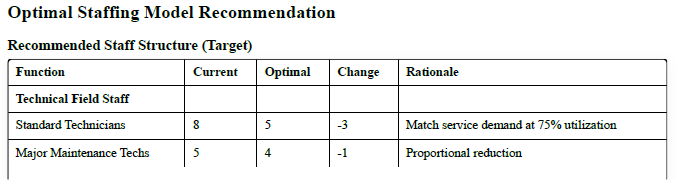 Optimal Staffing Model Recommendation
Recommended Staff Structure (Target)
Function Current Optimal Change Rationale
Technical Field Staff
Standard Technicians 8 5 -3 Match service demand at 75% utilization
Major Maintenance Techs 5 4 -1 Proportional reduction